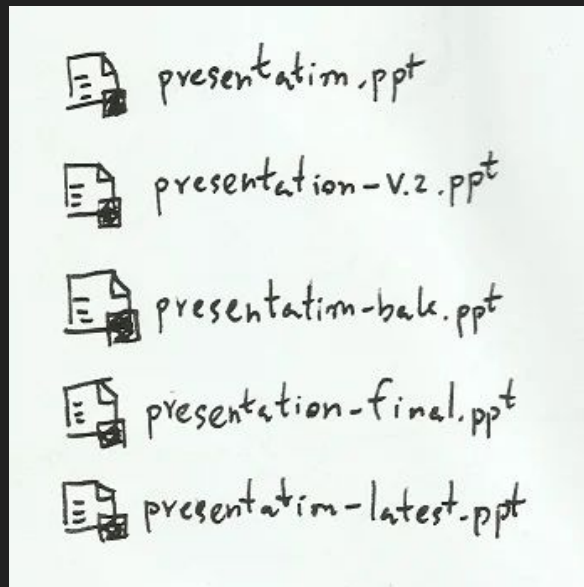 presentation.ppt
presentation-v.2.ppt
presentation-bak.ppt
presentation-final.ppt
presentation-latest.ppt